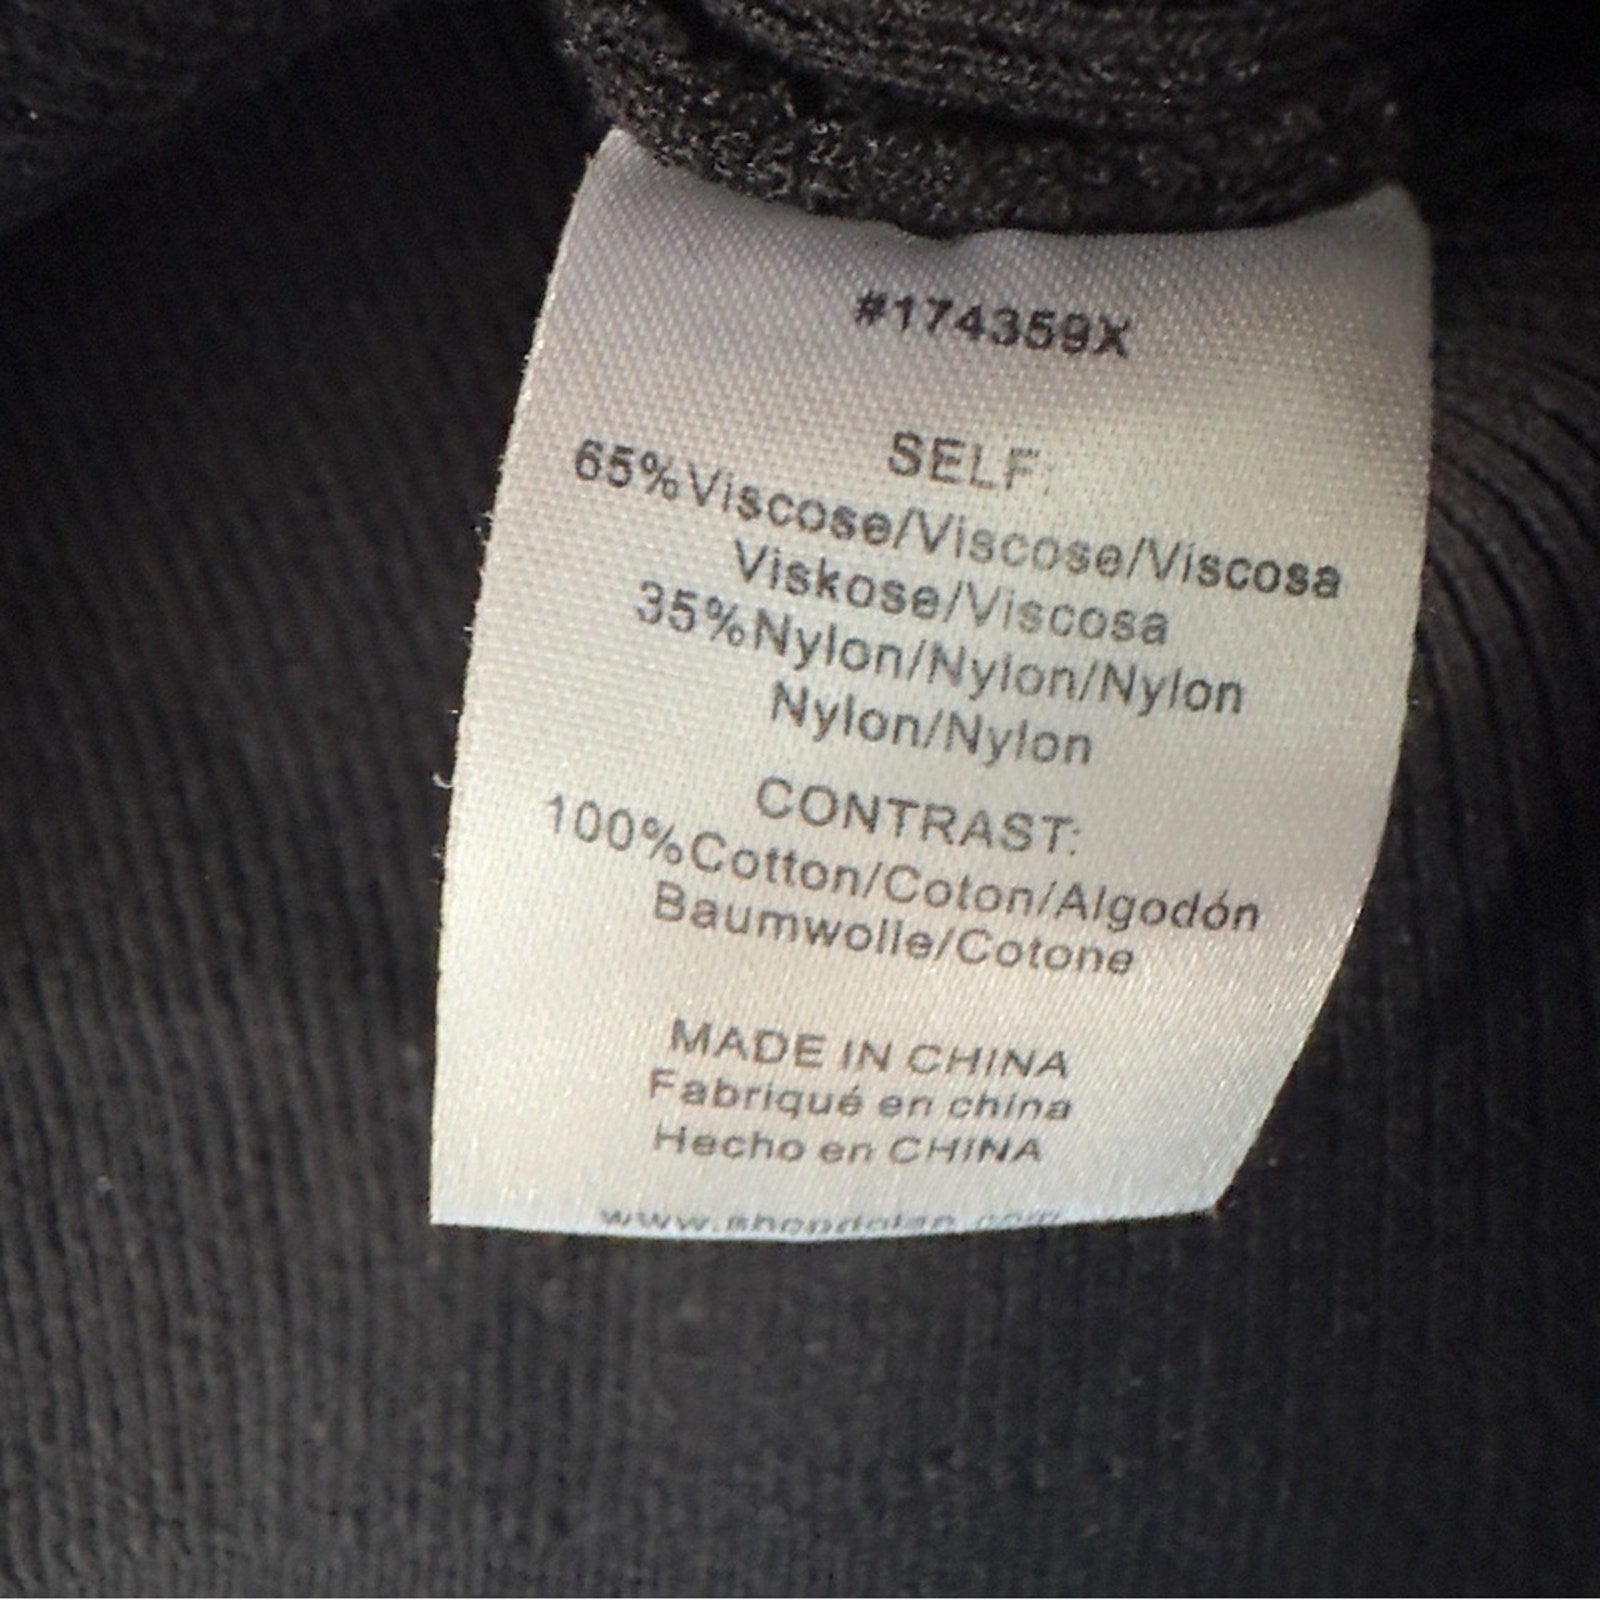 #174359X
SELF:
65%Viscose/Viscose/Viscosa
Viskose/Viscosa
35%Nylon/Nylon/Nylon
Nylon/Nylon
CONTRAST:
100%Cotton/Coton/Algodón
Baumwolle/Cotone
MADE IN CHINA
Fabriqué en china
Hecho en CHINA